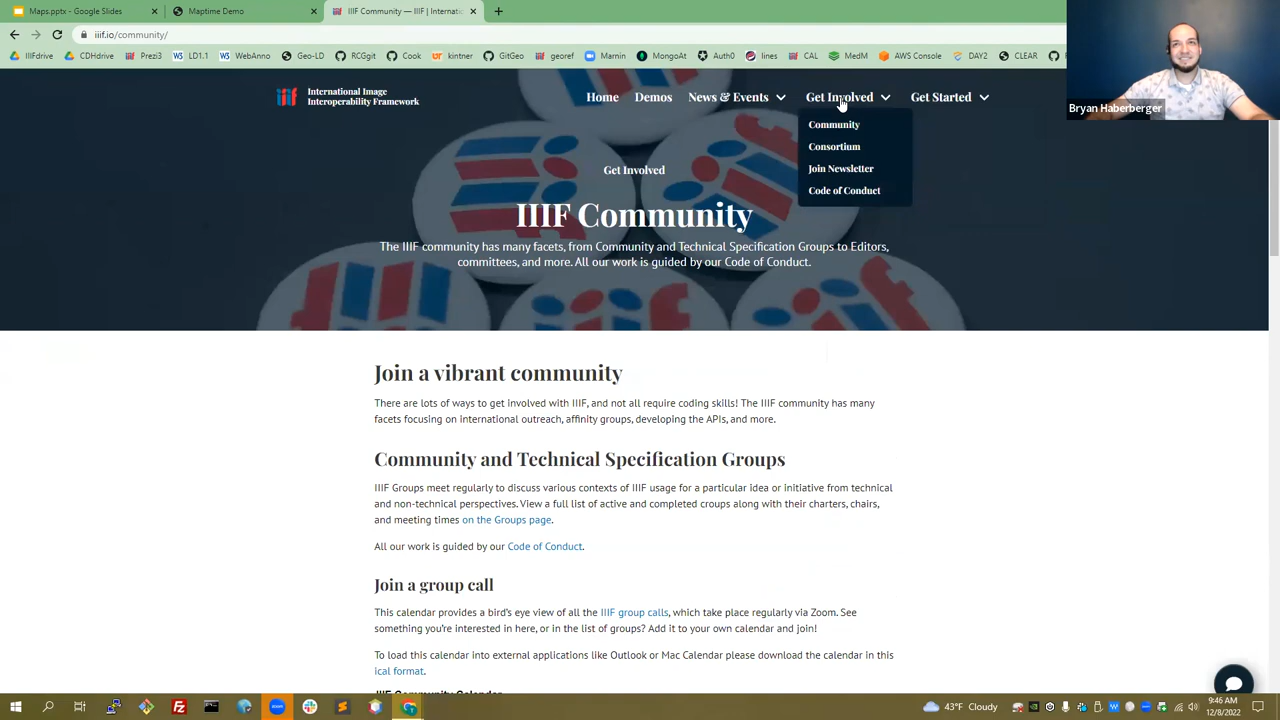 Maps.pptx - Google Slides
Maptime Demo
IIIF Community — IIIF | Internati
iiif.io/community/
IIIFdrive CDHdrive Prezi3 LD1.1 WebAnno Geo-LD RCGgit Cook kintner GitGeo georef Marnin MongoAt Auth0 lines CAL MedM AWS Console DAY2 CLEAR
Bryan Haberberger
International Image
Interoperability Framework
Home Demos News & Events Get Involved Get Started
Community
Consortium
Join Newsletter
Code of Conduct
Get Involved
IIIF Community
The IIIF community has many facets, from Community and Technical Specification Groups to Editors,
committees, and more. All our work is guided by our Code of Conduct.
Join a vibrant community
There are lots of ways to get involved with IIIF, and not all require coding skills! The IIIF community has many
facets focusing on international outreach, affinity groups, developing the APIs, and more.
Community and Technical Specification Groups
IIIF Groups meet regularly to discuss various contexts of IIIF usage for a particular idea or initiative from technical
and non-technical perspectives. View a full list of active and completed croups along with their charters, chairs,
and meeting times on the Groups page.
All our work is guided by our Code of Conduct.
Join a group call
This calendar provides a bird's eye view of all the IIIF group calls, which take place regularly via Zoom. See
something you're interested in here, or in the list of groups? Add it to your own calendar and join!
To load this calendar into external applications like Outlook or Mac Calendar please download the calendar in this
ical format.
IIIF Community Calendar
43°F Cloudy
9:46 AM
12/8/2022